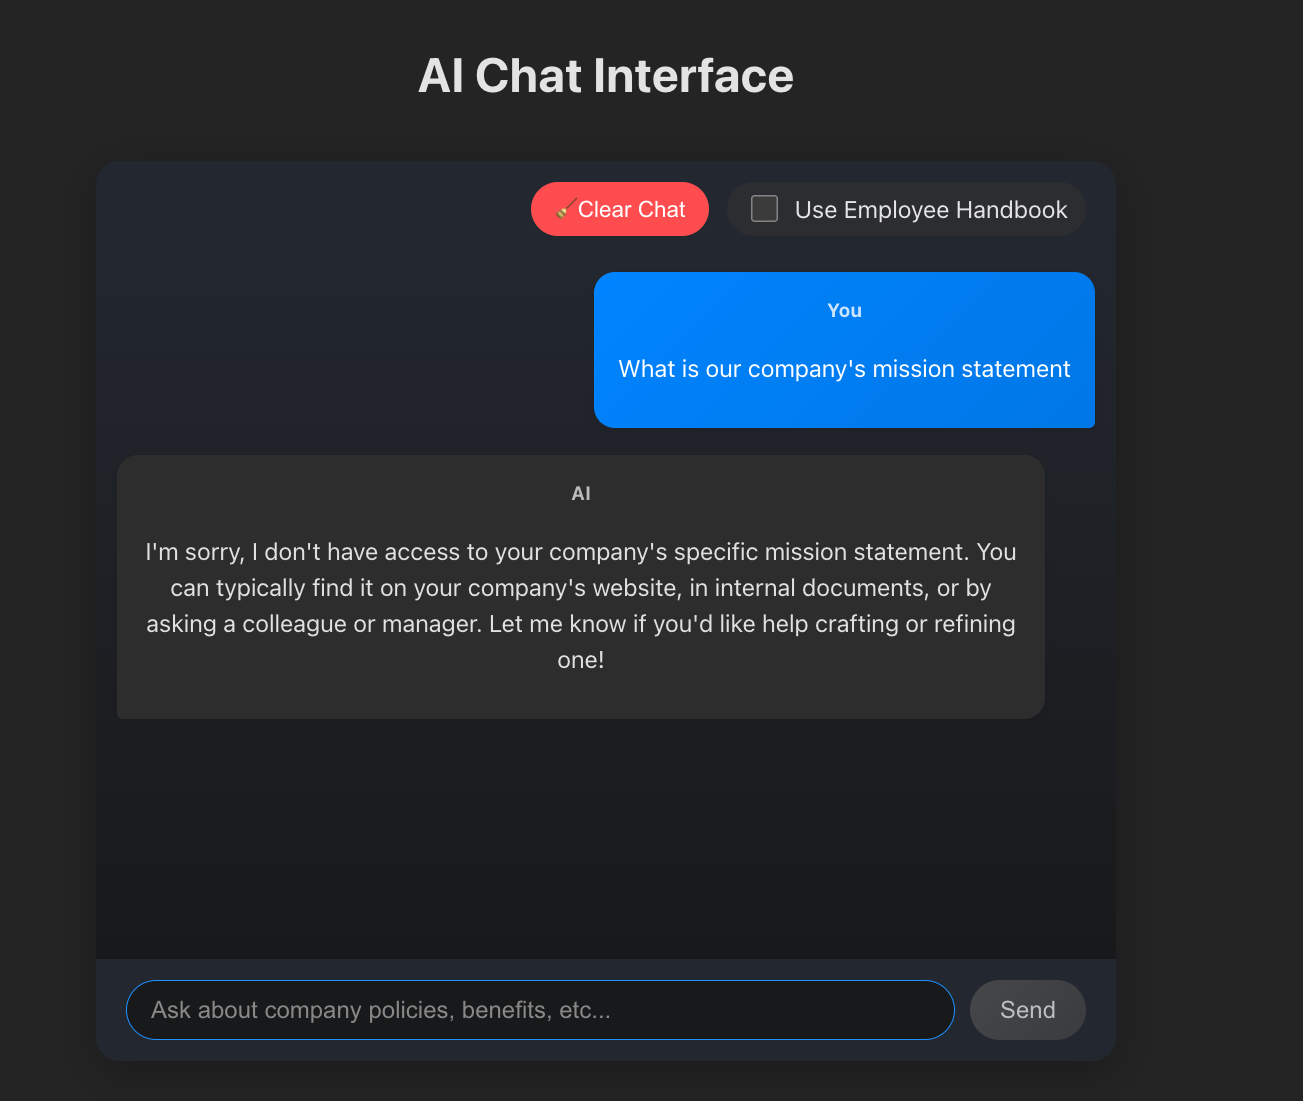 AI Chat Interface
🧹Clear Chat
Use Employee Handbook
You
What is our company's mission statement
AI
I'm sorry, I don't have access to your company's specific mission statement. You
can typically find it on your company's website, in internal documents, or by
asking a colleague or manager. Let me know if you'd like help crafting or refining
one!
Ask about company policies, benefits, etc...
Send